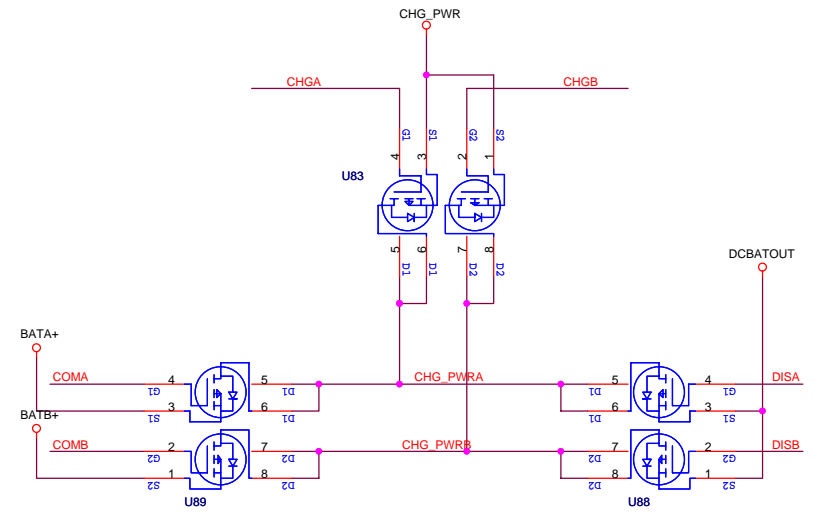 CHG_PWR
CHGA
CHGB
G1
S1
G2
S2
4
3
2
1
U83
5
6
7
8
D1
D1
D2
D2
DCBATOUT
BATA+
COMA
4
5
CHG_PWRA
5
4
DISA
G1
D1
D1
G1
BATB+
3
6
6
3
S1
D1
D1
S1
COMB
2
7
CHG_PWRB
7
2
DISB
G2
D2
D2
G2
1
8
8
1
S2
D2
D2
S2
U89
U88